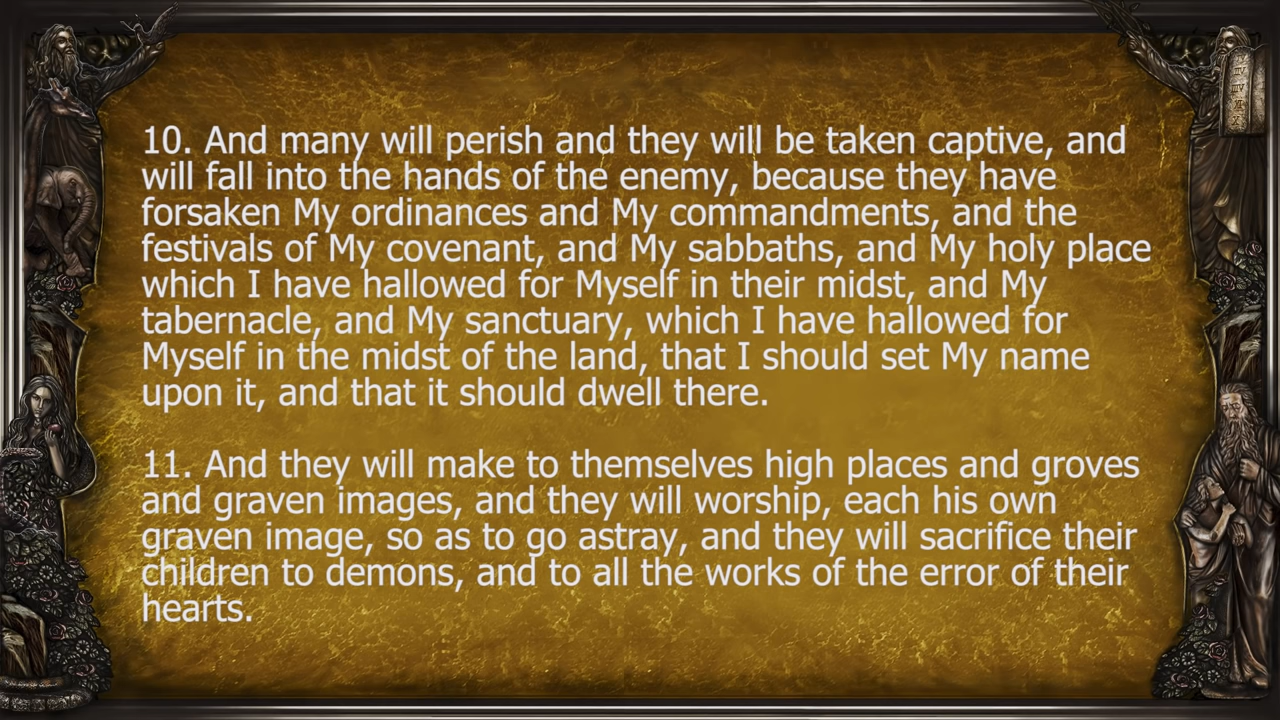 10. And many will perish and they will be taken captive, and
will fall into the hands of the enemy, because they have
forsaken My ordinances and My commandments, and the
festivals of My covenant, and My sabbaths, and My holy place
which I have hallowed for Myself in their midst, and My
tabernacle, and My sanctuary, which I have hallowed for
Myself in the midst of the land, that I should set My name
upon it, and that it should dwell there.
11. And they will make to themselves high places and groves
and graven images, and they will worship, each his own
graven image, so as to go astray, and they will sacrifice their
children to demons, and to all the works of the error of their
hearts.